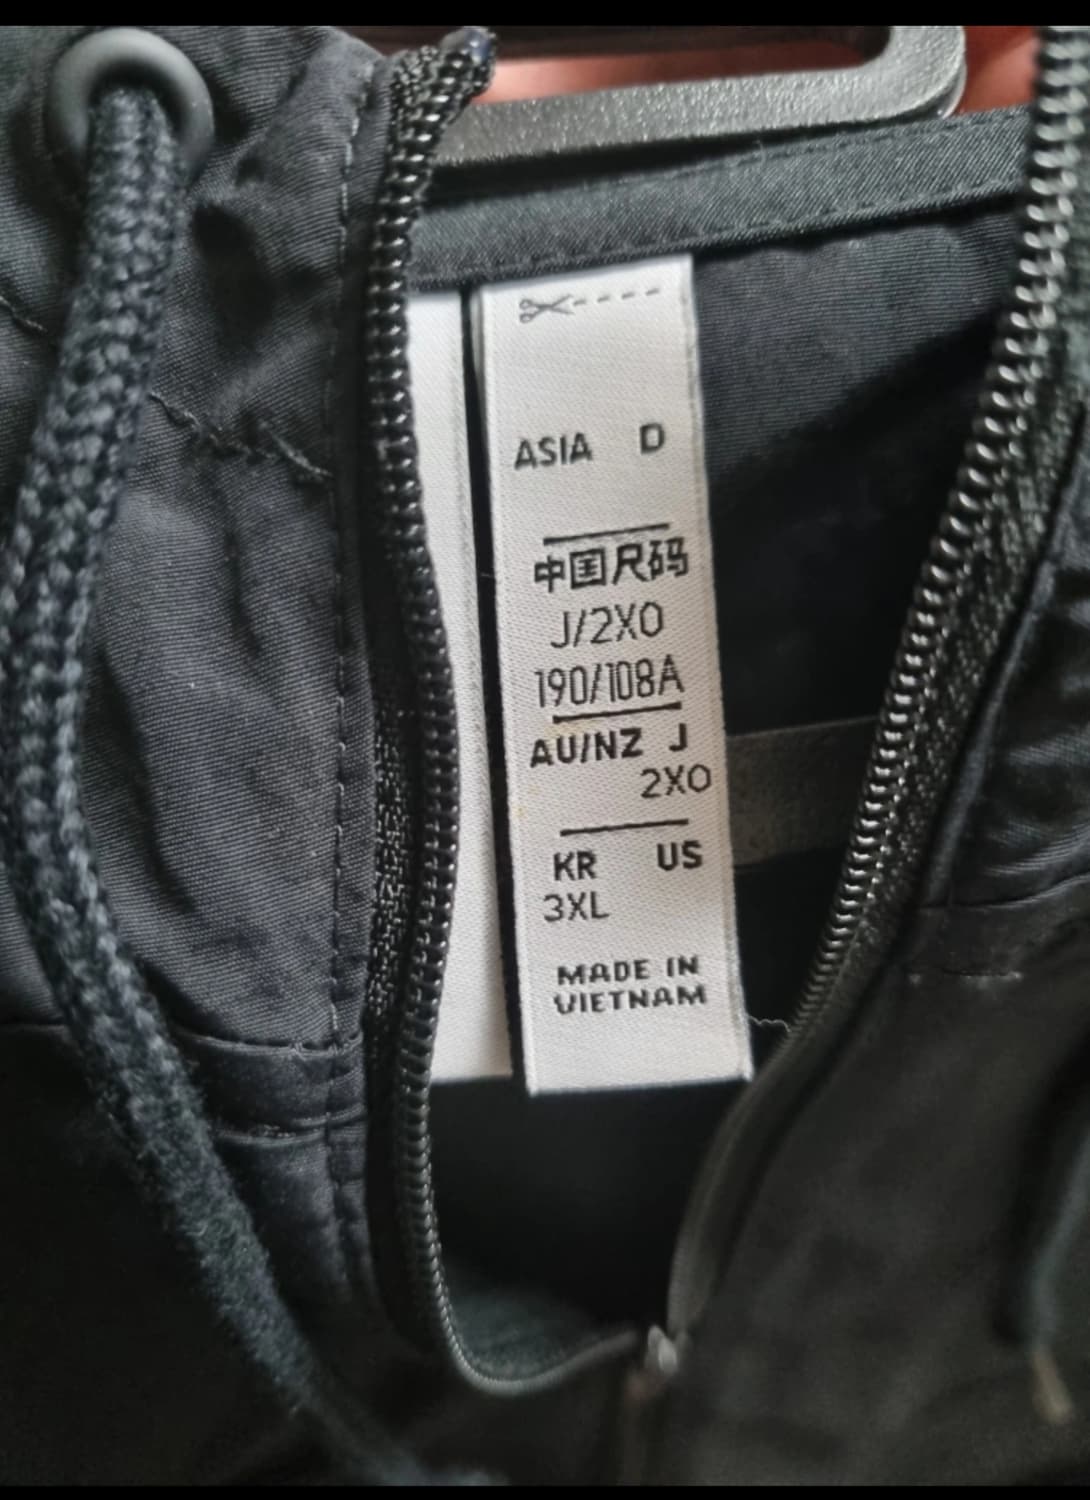 ASIA D
中国尺码
J/2XO
190/108A
AU/NZ J
2XO
KR US
3XL
MADE IN
VIETNAM